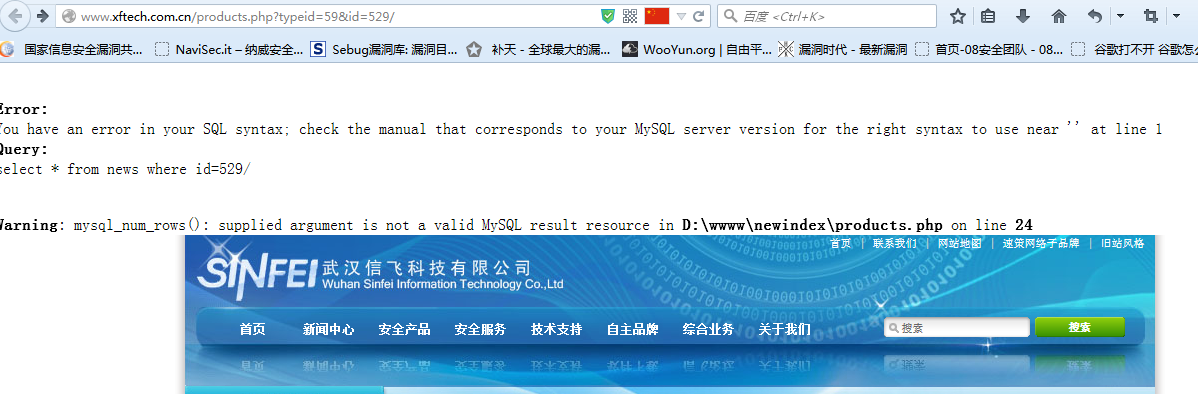 www.xftech.com.cn/products.php?typeid=59&id=529/
百度 <Ctrl+K>
国家信息安全漏洞共... NaviSec.it – 纳威安全... Sebug漏洞库: 漏洞目... 补天 - 全球最大的漏... WooYun.org | 自由平... 漏洞时代 - 最新漏洞 首页-08安全团队 - 08... 谷歌打不开 谷歌怎么
Error:
You have an error in your SQL syntax; check the manual that corresponds to your MySQL server version for the right syntax to use near '' at line 1
Query:
select * from news where id=529/
Warning: mysql_num_rows(): supplied argument is not a valid MySQL result resource in D:\wwww\newindex\products.php on line 24
首页 | 联系我们 | 网站地图 | 速策网络子品牌 | 旧站风格
SINFEI 武汉信飞科技有限公司
Wuhan Sinfei Information Technology Co.,Ltd
首页 新闻中心 安全产品 安全服务 技术支持 自主品牌 综合业务 关于我们 搜索 搜索